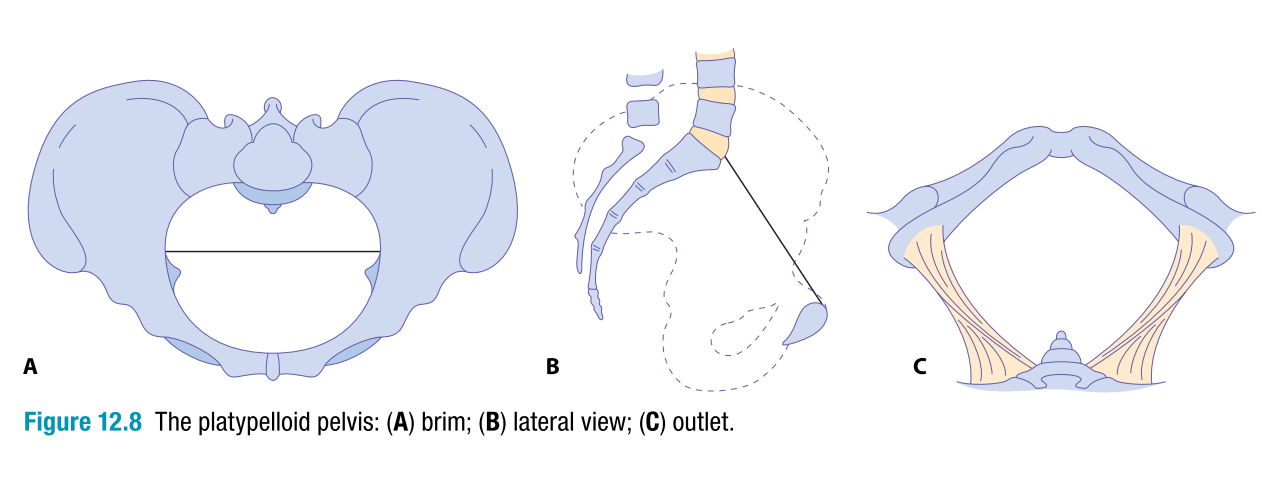 A
B
C
Figure 12.8 The platypelloid pelvis: (A) brim; (B) lateral view; (C) outlet.